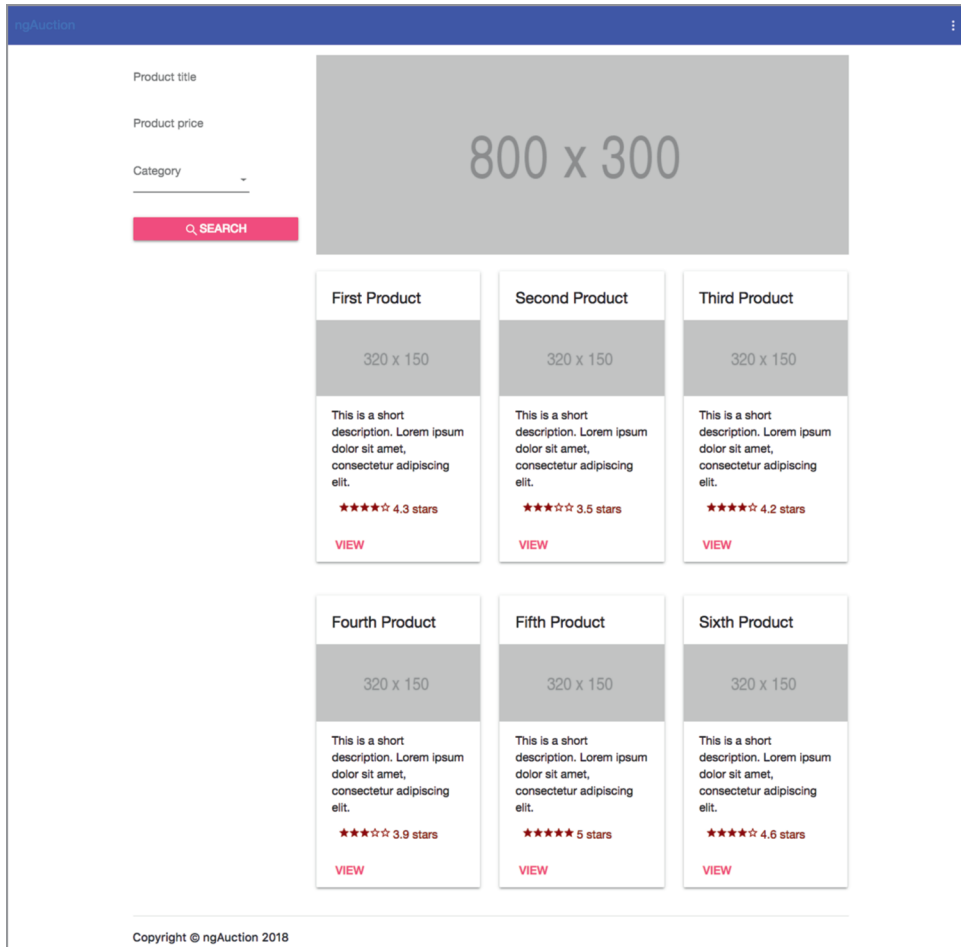 ngAuction
Product title
Product price
Category
SEARCH
800 x 300
First Product
320 x 150
This is a short
description. Lorem ipsum
dolor sit amet,
consectetur adipiscing
elit.
★★★★☆ 4.3 stars
VIEW
Second Product
320 x 150
This is a short
description. Lorem ipsum
dolor sit amet,
consectetur adipiscing
elit.
★★★☆☆ 3.5 stars
VIEW
Third Product
320 x 150
This is a short
description. Lorem ipsum
dolor sit amet,
consectetur adipiscing
elit.
★★★★☆ 4.2 stars
VIEW
Fourth Product
320 x 150
This is a short
description. Lorem ipsum
dolor sit amet,
consectetur adipiscing
elit.
★★★☆☆ 3.9 stars
VIEW
Fifth Product
320 x 150
This is a short
description. Lorem ipsum
dolor sit amet,
consectetur adipiscing
elit.
★★★★★ 5 stars
VIEW
Sixth Product
320 x 150
This is a short
description. Lorem ipsum
dolor sit amet,
consectetur adipiscing
elit.
★★★★☆ 4.6 stars
VIEW
Copyright © ngAuction 2018